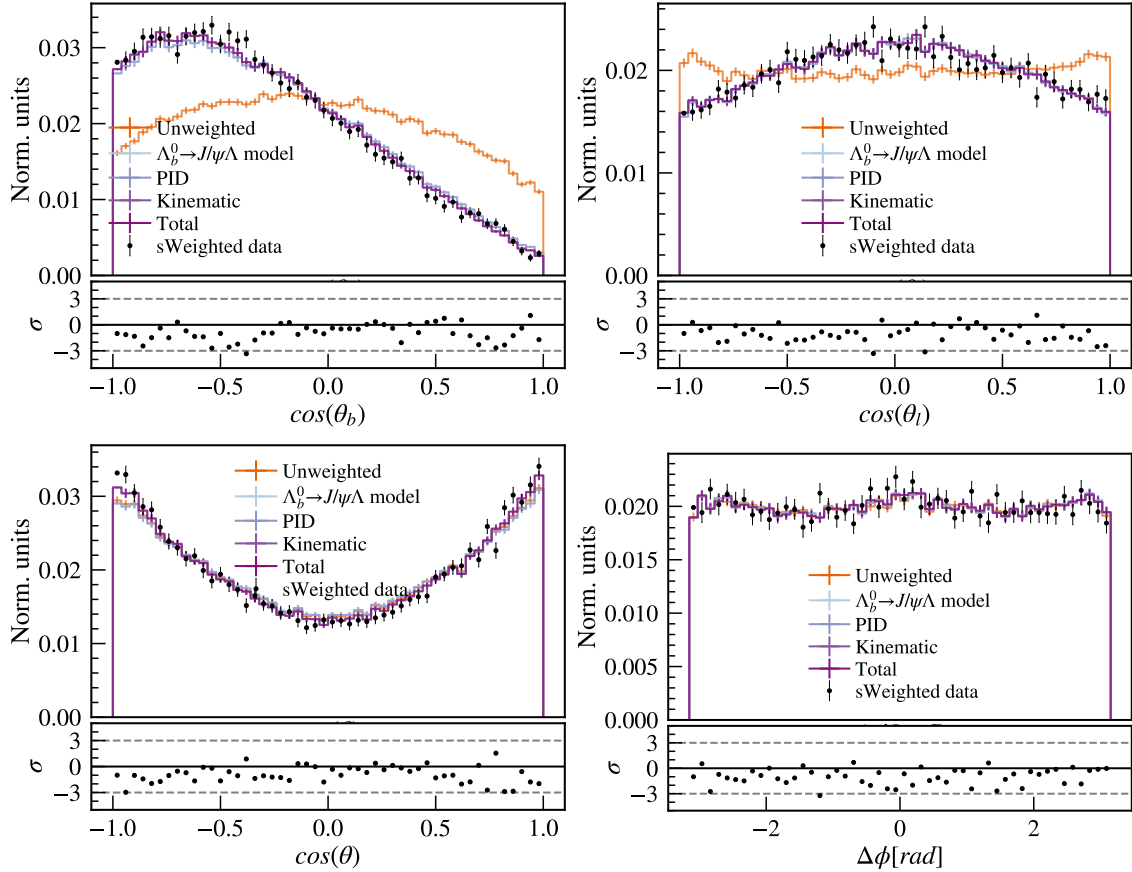 Norm. units
0.03
0.02
0.01
0.00
Unweighted
Λ_b^0→J/ψΛ model
PID
Kinematic
Total
sWeighted data
σ
3
0
−3
−1.0 −0.5 0.0 0.5 1.0
cos(θ_b)
Norm. units
0.02
0.01
0.00
Unweighted
Λ_b^0→J/ψΛ model
PID
Kinematic
Total
sWeighted data
σ
3
0
−3
−1.0 −0.5 0.0 0.5 1.0
cos(θ_l)
Norm. units
0.03
0.02
0.01
0.00
Unweighted
Λ_b^0→J/ψΛ model
PID
Kinematic
Total
sWeighted data
σ
3
0
−3
−1.0 −0.5 0.0 0.5 1.0
cos(θ)
Norm. units
0.020
0.015
0.010
0.005
0.000
Unweighted
Λ_b^0→J/ψΛ model
PID
Kinematic
Total
sWeighted data
σ
3
0
−3
−2 0 2
Δϕ[rad]